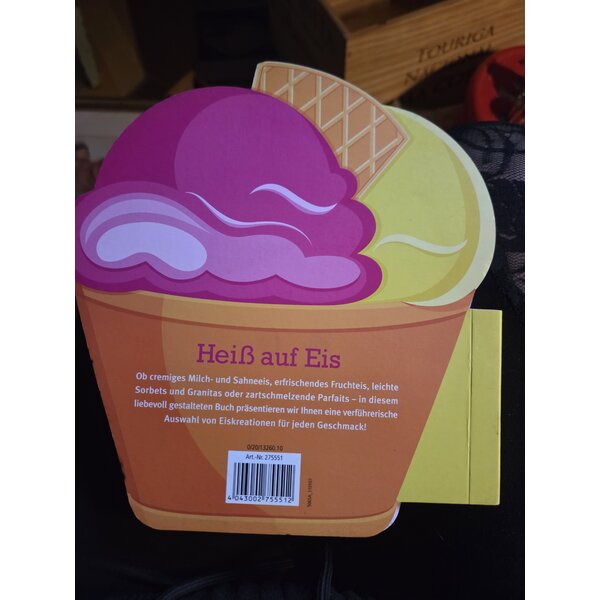 TOURIGA
NACIONAL
Heiß auf Eis
Ob cremiges Milch- und Sahneeis, erfrischendes Fruchteis, leichte
Sorbets und Granitas oder zartschmelzende Parfaits – in diesem
liebevoll gestalteten Buch präsentieren wir Ihnen eine verführerische
Auswahl von Eiskreationen für jeden Geschmack!
0/20/13260.10
Art.-Nr. 275551
4 043002 755512